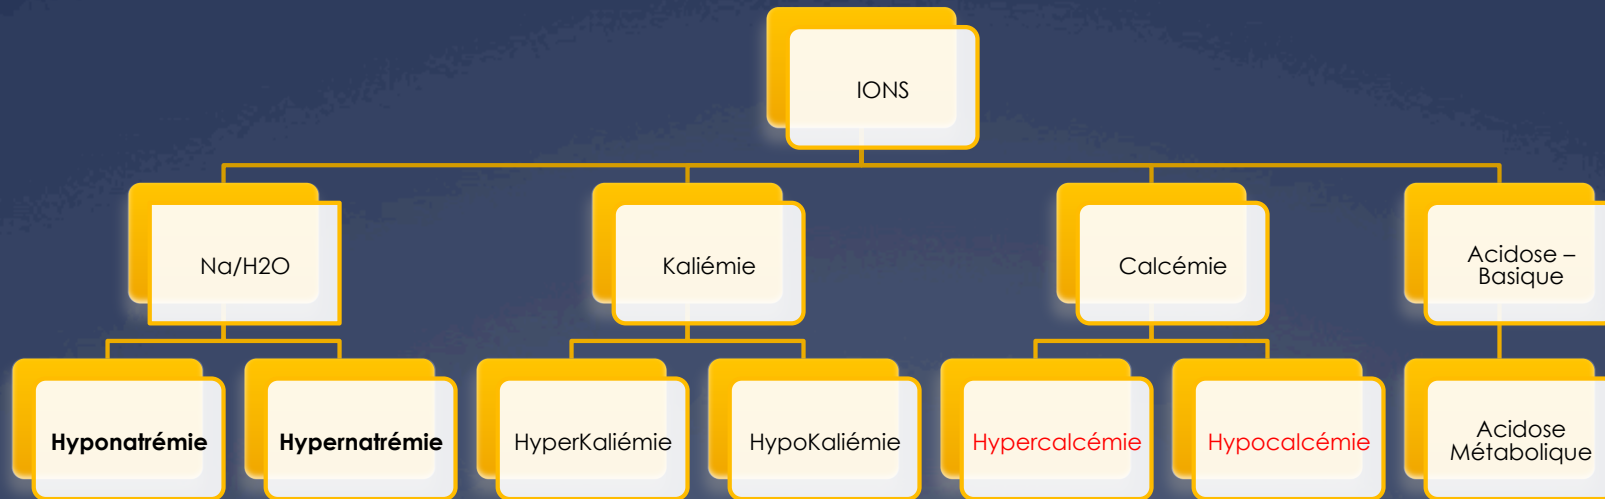 IONS
Na/H2O
Kaliémie
Calcémie
Acidose –
Basique
Hyponatrémie
Hypernatrémie
HyperKaliémie
HypoKaliémie
Hypercalcémie
Hypocalcémie
Acidose
Métabolique